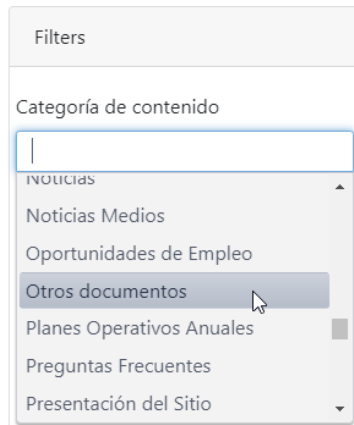 Filters
Categoría de contenido
Noticias
Noticias Medios
Oportunidades de Empleo
Otros documentos
Planes Operativos Anuales
Preguntas Frecuentes
Presentación del Sitio